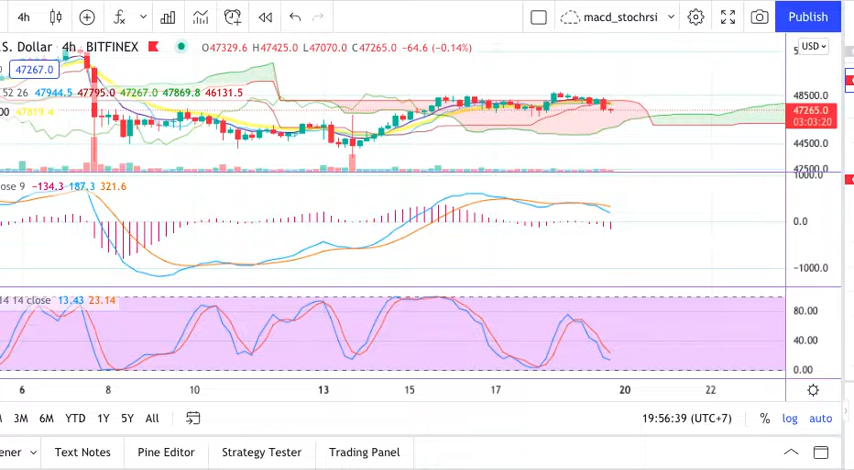 4h macd_stochrsi Publish
S. Dollar 4h BITFINEX O47329.6 H47425.0 L47070.0 C47265.0 −64.6 (−0.14%) USD
47267.0
52 26 47944.5 47795.0 47267.0 47869.8 46131.5 48500.0
47265.0
03:03:20
44500.0
42500.0
close 9 −134.3 187.3 321.6 1000.0
0.0
−1000.0
14 14 close 13.43 23.14 80.00
40.00
0.00
6 8 10 13 15 17 20 22
3M 6M YTD 1Y 5Y All 19:56:39 (UTC+7) % log auto
ener Text Notes Pine Editor Strategy Tester Trading Panel